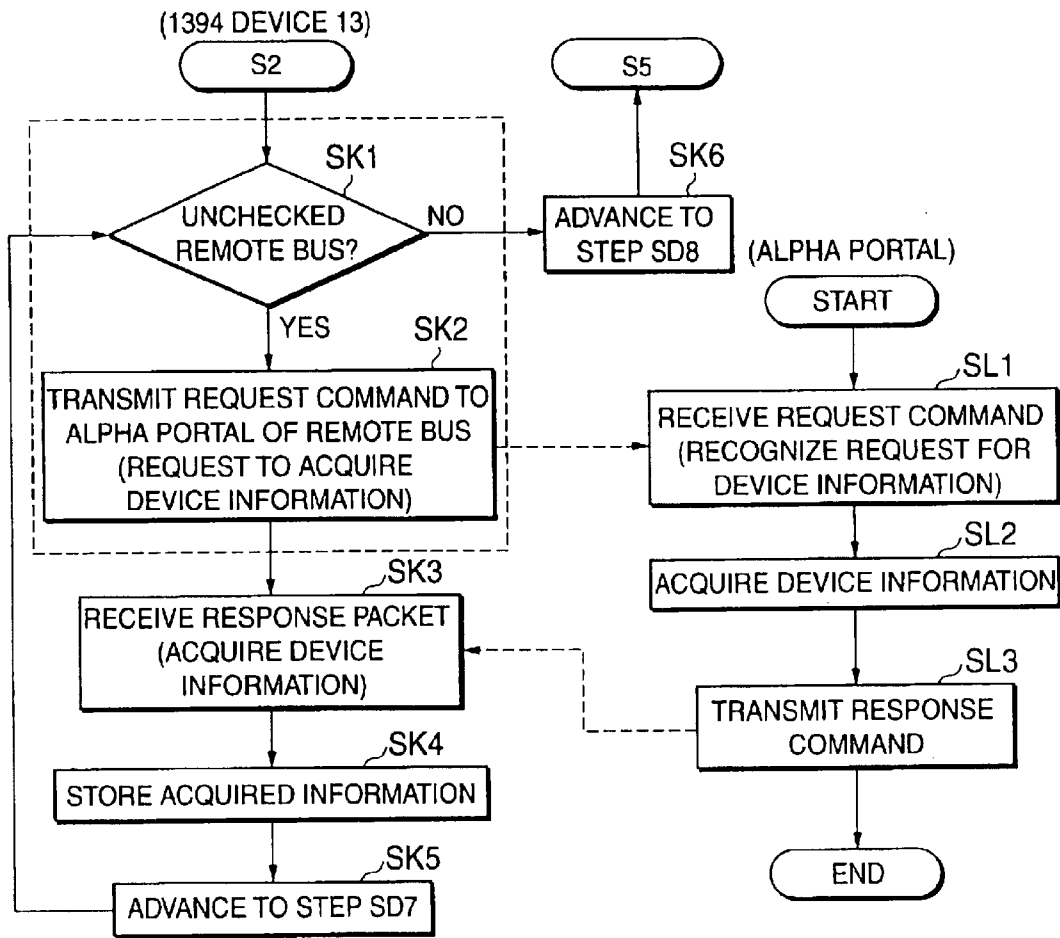 (1394 DEVICE 13)
S2
S5
SK1
UNCHECKED
REMOTE BUS?
NO
YES
SK6
ADVANCE TO
STEP SD8
(ALPHA PORTAL)
START
SK2
TRANSMIT REQUEST COMMAND TO
ALPHA PORTAL OF REMOTE BUS
(REQUEST TO ACQUIRE
DEVICE INFORMATION)
SL1
RECEIVE REQUEST COMMAND
(RECOGNIZE REQUEST FOR
DEVICE INFORMATION)
SL2
ACQUIRE DEVICE INFORMATION
SK3
RECEIVE RESPONSE PACKET
(ACQUIRE DEVICE
INFORMATION)
SL3
TRANSMIT RESPONSE
COMMAND
SK4
STORE ACQUIRED INFORMATION
SK5
ADVANCE TO STEP SD7
END